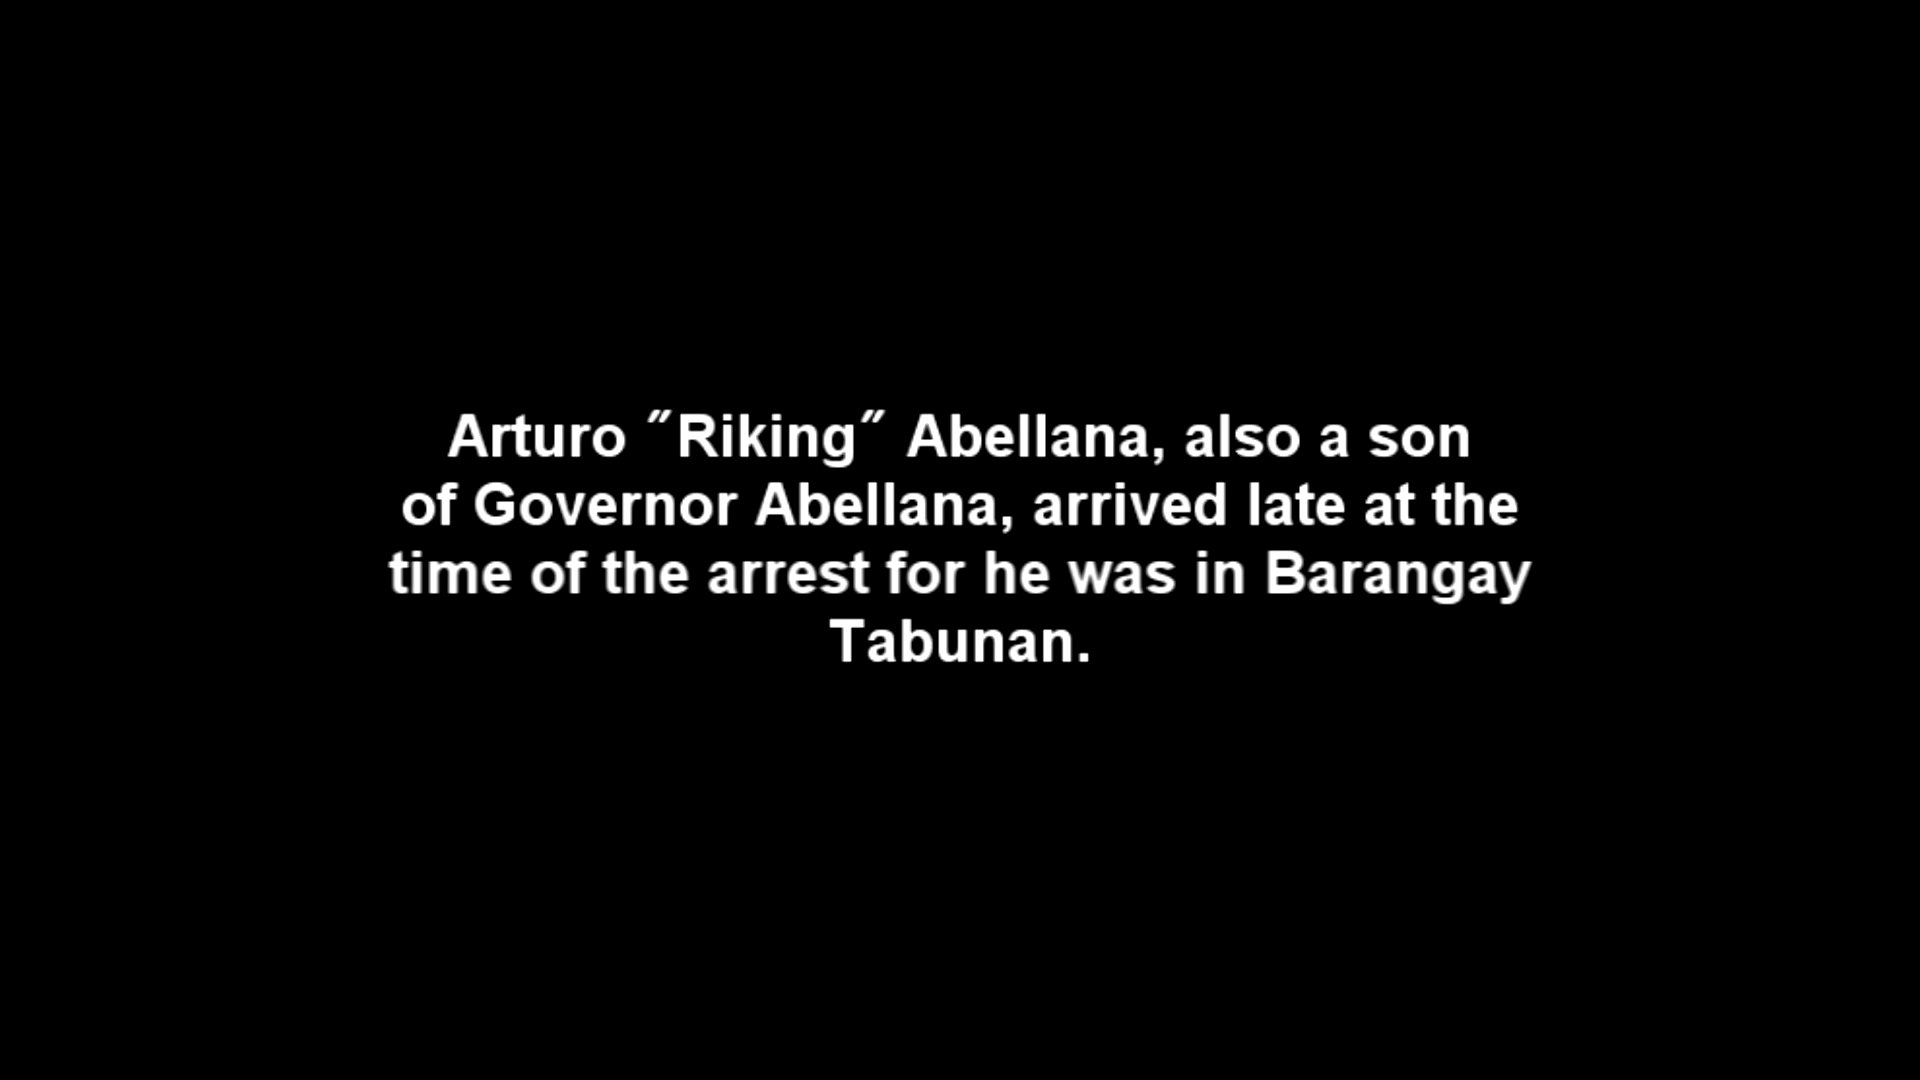 Arturo ″Riking″ Abellana, also a son
of Governor Abellana, arrived late at the
time of the arrest for he was in Barangay
Tabunan.